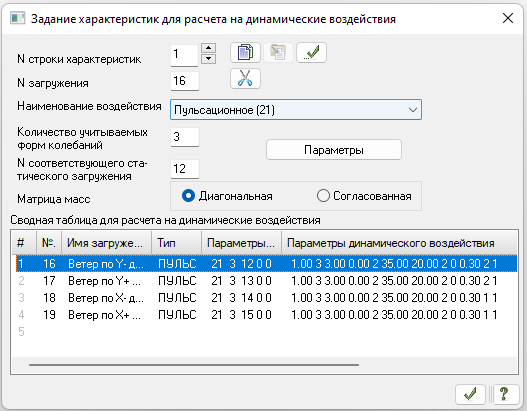 Задание характеристик для расчета на динамические воздействия
N строки характеристик 1
N загружения 16
Наименование воздействия Пульсационное (21)
Количество учитываемых
форм колебаний 3
Параметры
N соответствующего ста-
тического загружения 12
Матрица масс Диагональная Согласованная
Сводная таблица для расчета на динамические воздействия
# №. Имя загруже... Тип Параметры... Параметры динамического воздействия
1 16 Ветер по Y- д... ПУЛЬС 21 3 12 0 0 1.00 3 3.00 0.00 2 35.00 20.00 2 0 0.30 2 1
2 17 Ветер по Y+ ... ПУЛЬС 21 3 13 0 0 1.00 3 3.00 0.00 2 35.00 20.00 2 0 0.30 2 1
3 18 Ветер по X- д... ПУЛЬС 21 3 14 0 0 1.00 3 3.00 0.00 2 35.00 20.00 2 0 0.30 1 1
4 19 Ветер по X+ ... ПУЛЬС 21 3 15 0 0 1.00 3 3.00 0.00 2 35.00 20.00 2 0 0.30 1 1
5
?